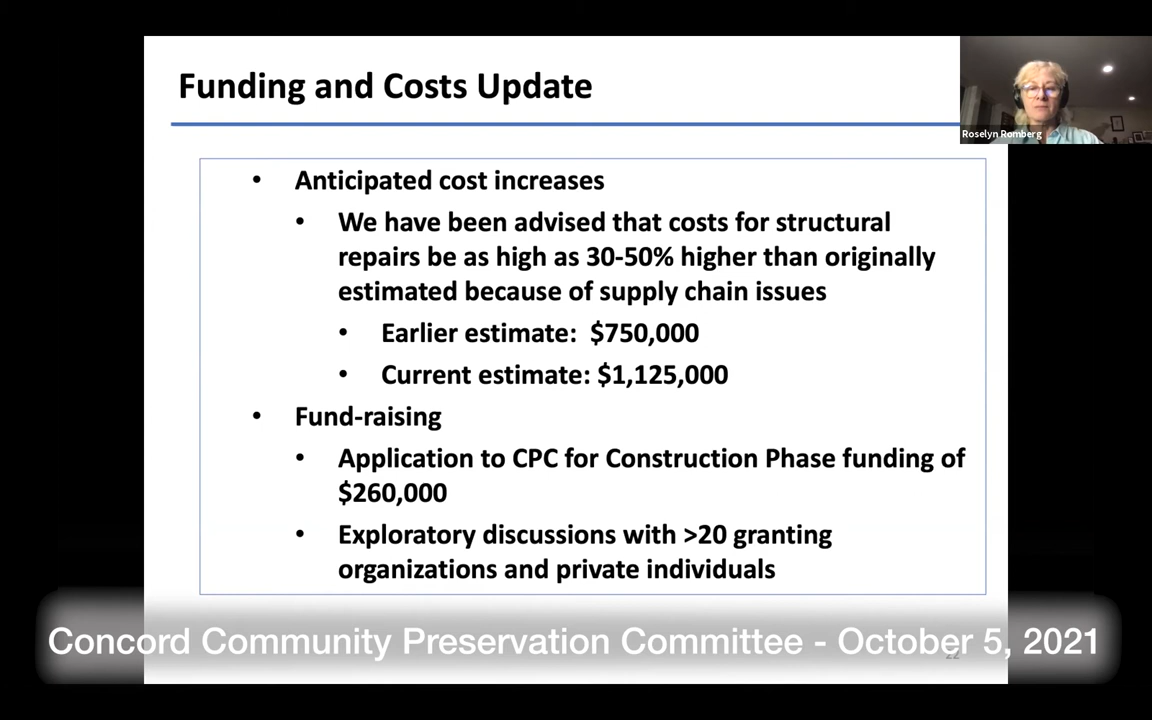 Funding and Costs Update
Roselyn Romberg
• Anticipated cost increases
• We have been advised that costs for structural
repairs be as high as 30-50% higher than originally
estimated because of supply chain issues
• Earlier estimate: $750,000
• Current estimate: $1,125,000
• Fund-raising
• Application to CPC for Construction Phase funding of
$260,000
• Exploratory discussions with >20 granting
organizations and private individuals
Concord Community Preservation Committee - October 5, 2021
22